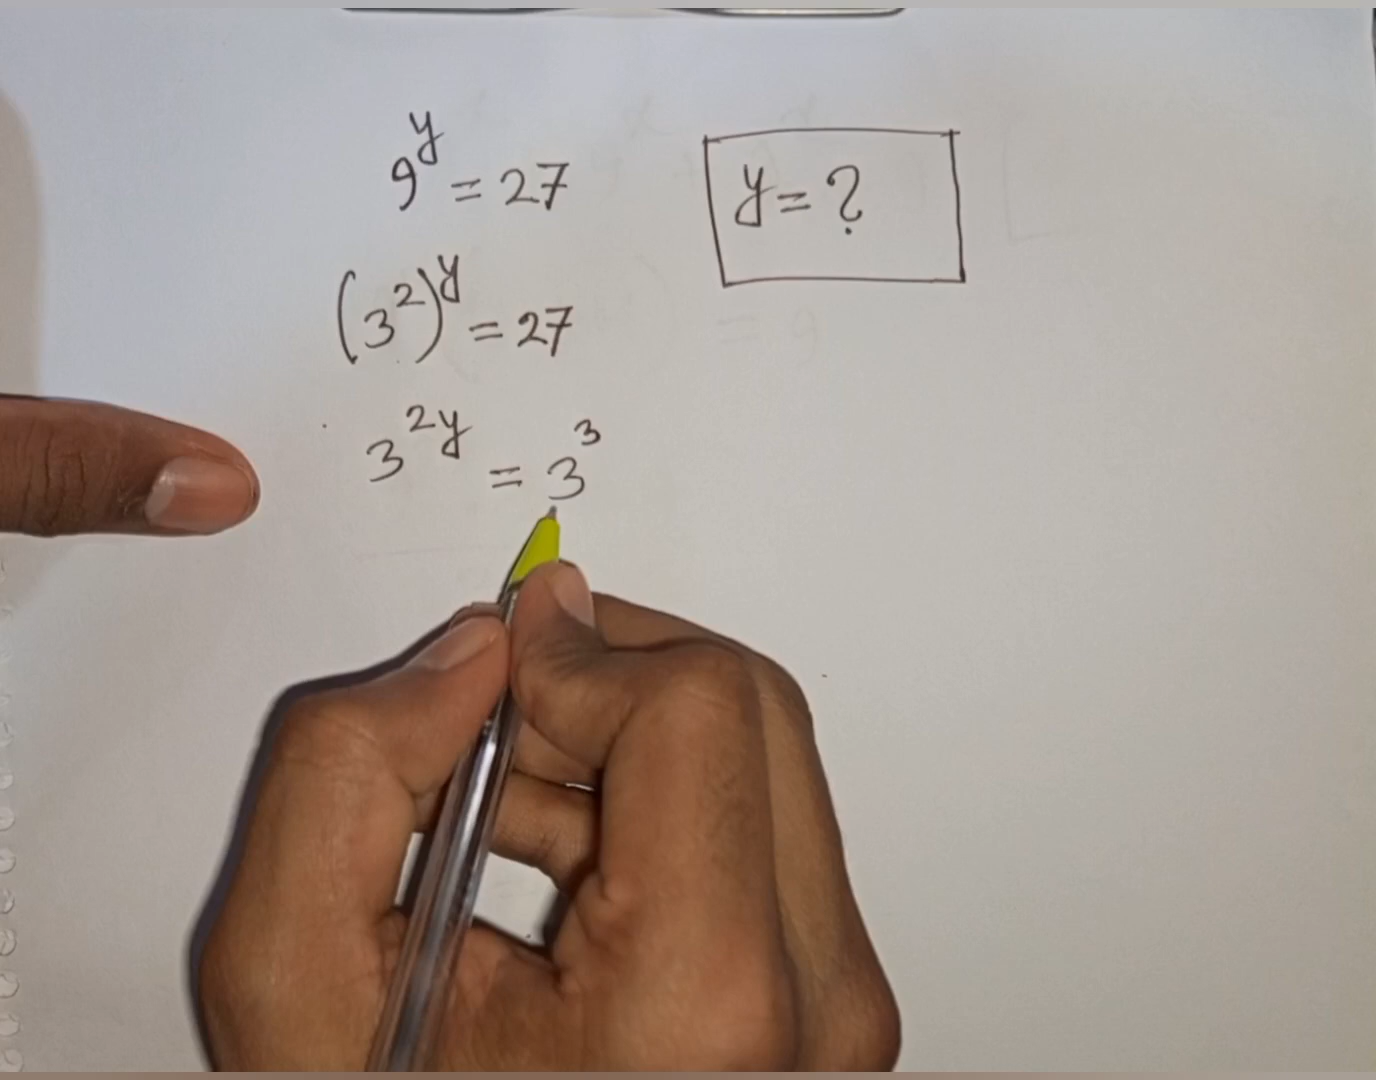 9^y = 27
y = ?
(3^2)^y = 27
3^{2y} = 3^3